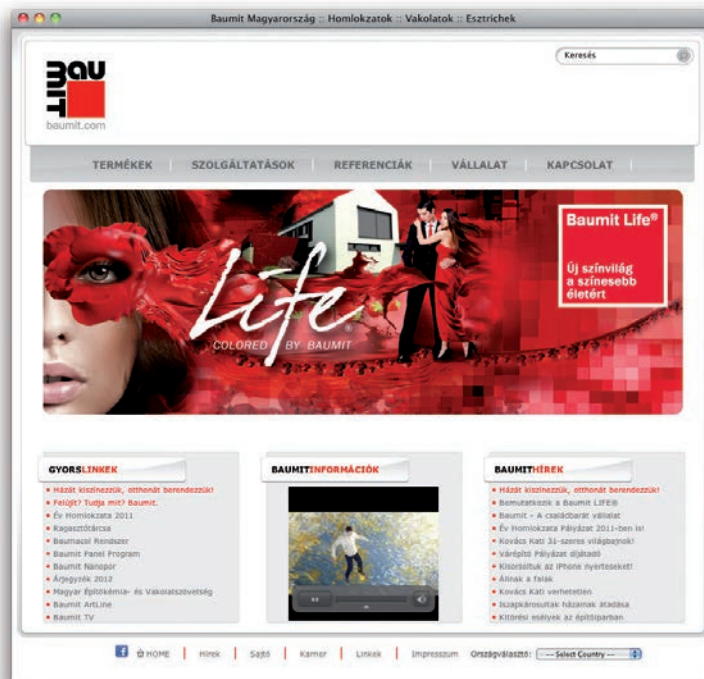 Baumit Magyarország :: Homlokzatok :: Vakolatok :: Esztrichek
Keresés
bau
mit
baumit.com
TERMÉKEK SZOLGÁLTATÁSOK REFERENCIÁK VÁLLALAT KAPCSOLAT
Life®
COLORED BY BAUMIT
Baumit Life®
Új színvilág
a színesebb
életért
GYORSLINKEK
Házát kiszínezzük, otthonát berendezzük!
Felújít? Tudja mit? Baumit.
Év Homlokzata 2011
Ragasztótárcsa
Baumacol Rendszer
Baumit Panel Program
Baumit Nanopor
Árjegyzék 2012
Magyar Építőkémia- és Vakolatszövetség
Baumit ArtLine
Baumit TV
BAUMITINFORMÁCIÓK
BAUMITHÍREK
Házát kiszínezzük, otthonát berendezzük!
Bemutatkozik a Baumit LIFE®
Baumit - A családbarát vállalat
Év Homlokzata Pályázat 2011-ben is!
Kovács Kati 31-szeres világbajnok!
Várépítő Pályázat díjátadó
Kisorsoltuk az iPhone nyerteseket!
Állnak a falak
Kovács Kati verhetetlen
Iszapkárosultak házainak átadása
Kitörési esélyek az építőiparban
HOME Hírek Sajtó Karrier Linkek Impresszum Országválasztó: -- Select Country --